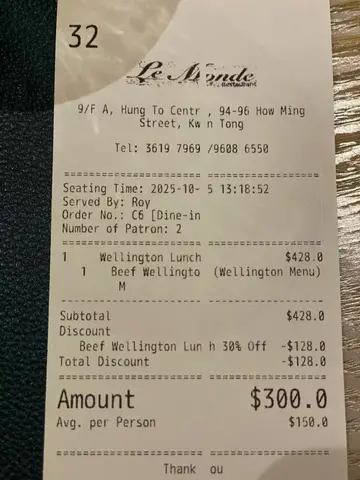 32
Le Monde
Restaurant
9/F A, Hung To Centr , 94-96 How Ming
Street, Kw n Tong
Tel: 3619 7969 /9608 6550
Seating Time: 2025-10- 5 13:18:52
Served By: Roy
Order No.: C6 [Dine-in
Number of Patron: 2
1 Wellington Lunch $428.0
1 Beef Wellingto (Wellington Menu)
M
Subtotal $428.0
Discount
Beef Wellington Lun h 30% Off -$128.0
Total Discount -$128.0
Amount $300.0
Avg. per Person $150.0
Thank ou